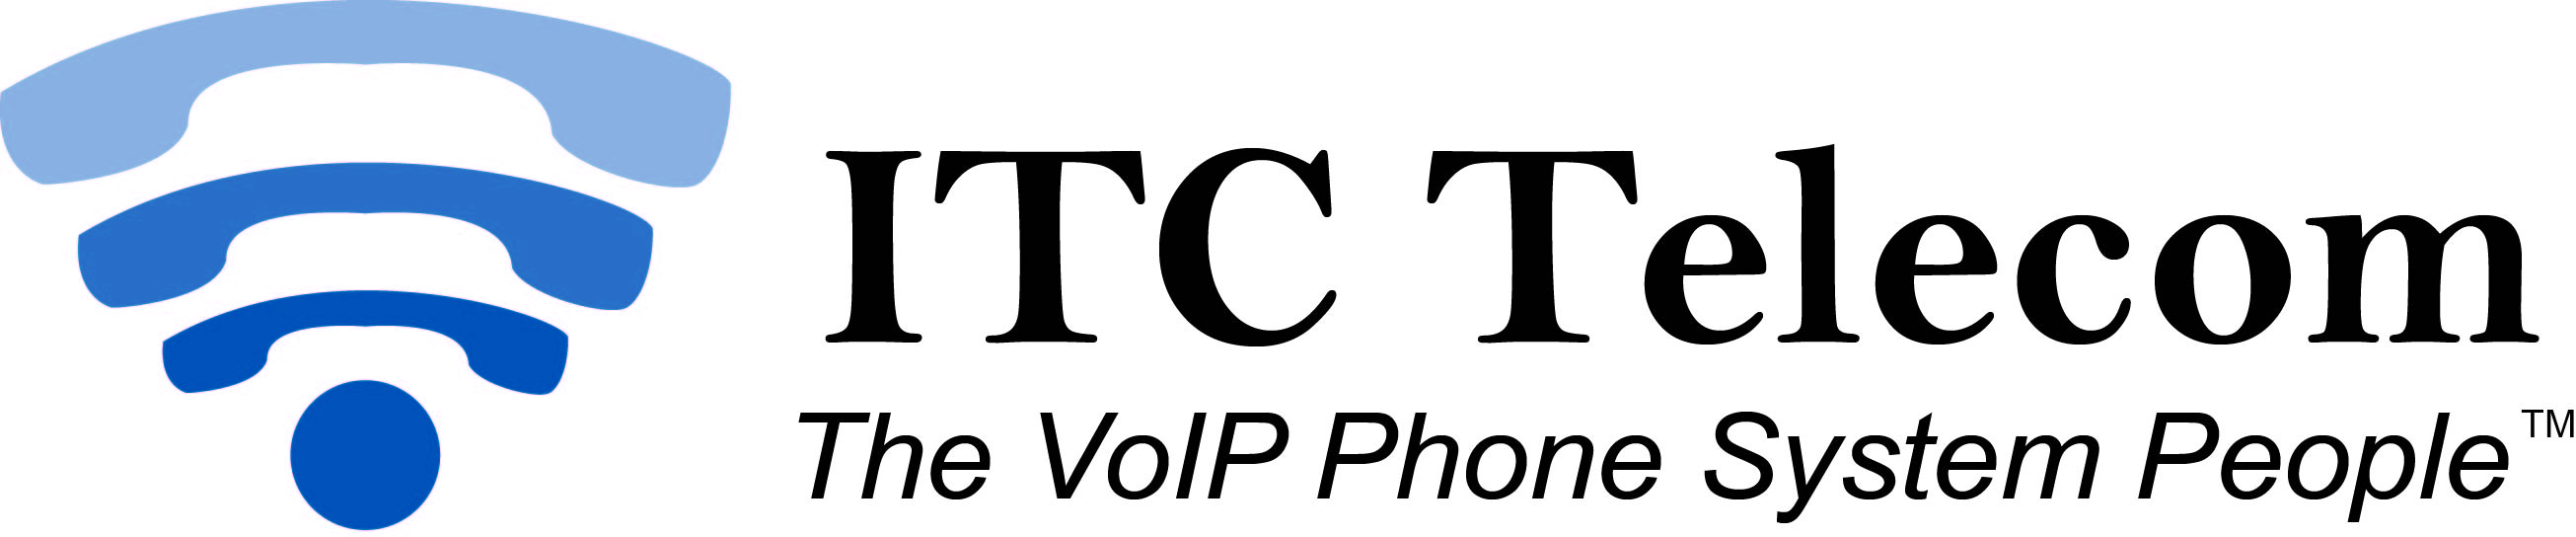 ITC Telecom
The VoIP Phone System People™